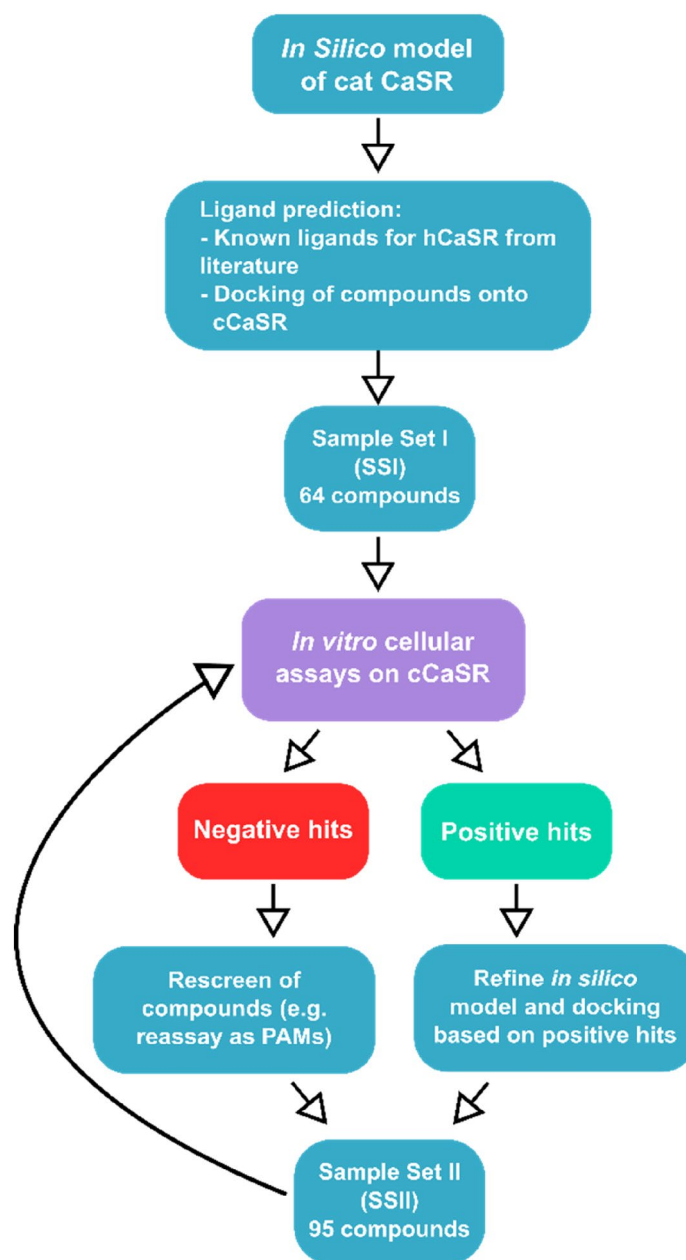 In Silico model
of cat CaSR
Ligand prediction:
- Known ligands for hCaSR from
literature
- Docking of compounds onto
cCaSR
Sample Set I
(SSI)
64 compounds
In vitro cellular
assays on cCaSR
Negative hits
Positive hits
Rescreen of
compounds (e.g.
reassay as PAMs)
Refine in silico
model and docking
based on positive hits
Sample Set II
(SSII)
95 compounds